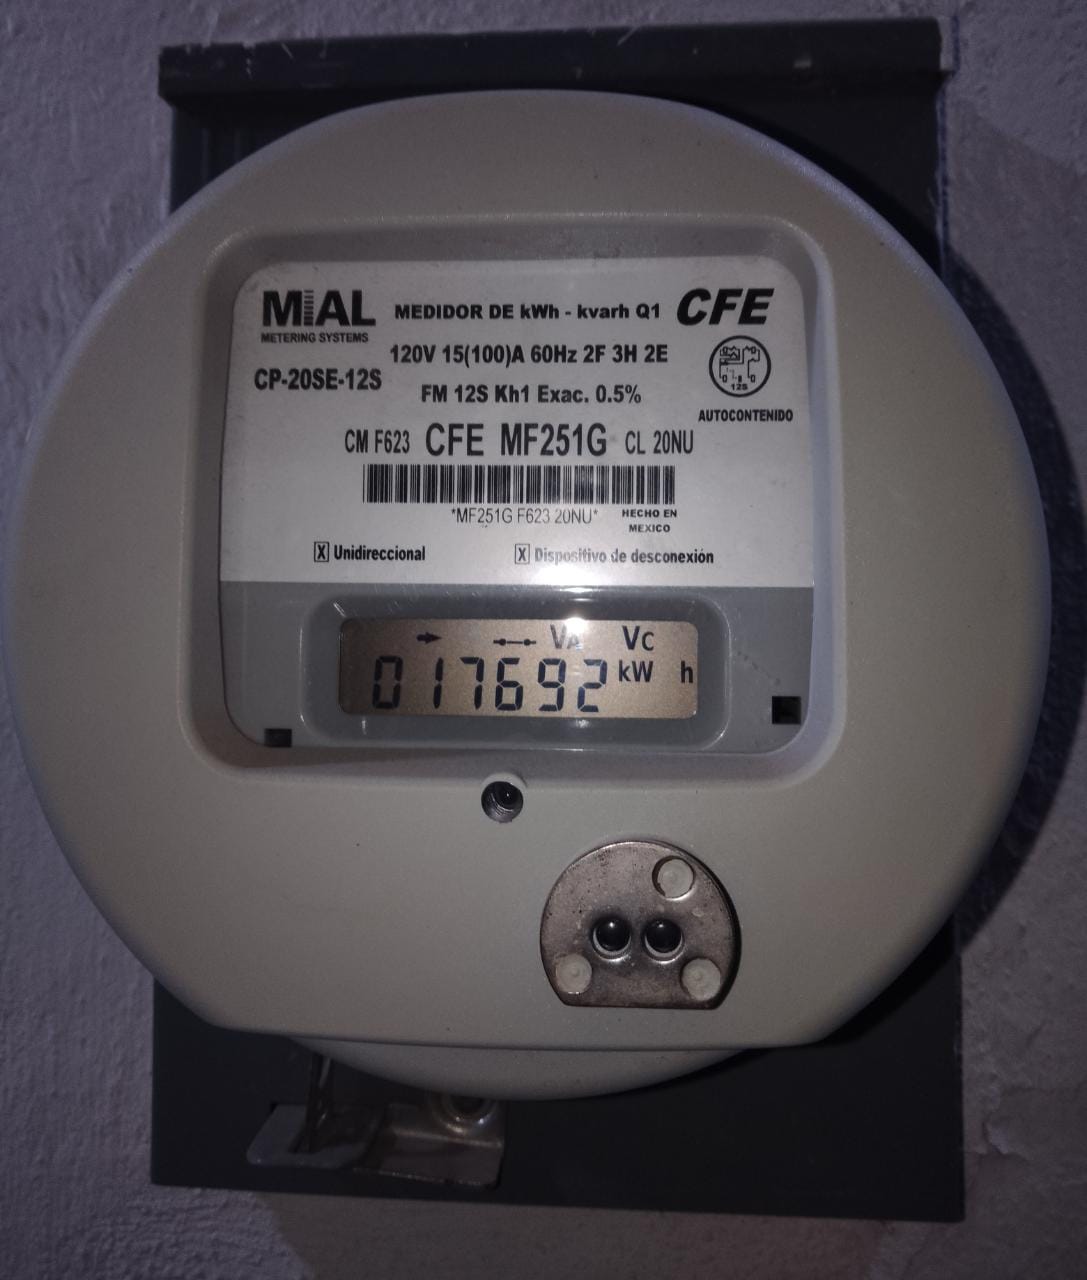 MIAL
METERING SYSTEMS
MEDIDOR DE kWh - kvarh Q1
CFE
120V 15(100)A 60Hz 2F 3H 2E
CP-20SE-12S
FM 12S Kh1 Exac. 0.5%
12S
AUTOCONTENIDO
CM F623 CFE MF251G CL 20NU
*MF251G F623 20NU*
HECHO EN
MEXICO
X Unidireccional
X Dispositivo de desconexión
VA VC
017692 kW h